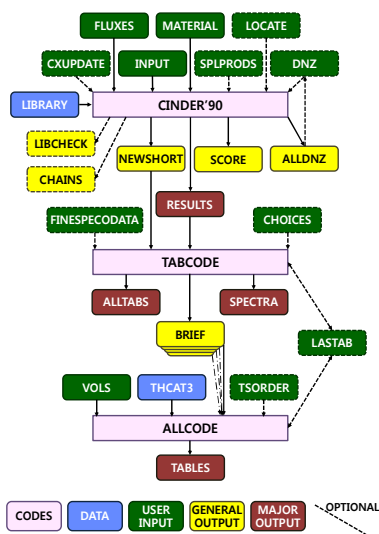 FLUXES
MATERIAL
LOCATE
CXUPDATE
INPUT
SPLPRODS
DNZ
LIBRARY
CINDER'90
LIBCHECK
NEWSHORT
SCORE
ALLDNZ
CHAINS
RESULTS
FINESPECODATA
CHOICES
TABCODE
ALLTABS
SPECTRA
BRIEF
LASTAB
VOLS
THCAT3
TSORDER
ALLCODE
TABLES
CODES
DATA
USER
INPUT
GENERAL
OUTPUT
MAJOR
OUTPUT
OPTIONAL